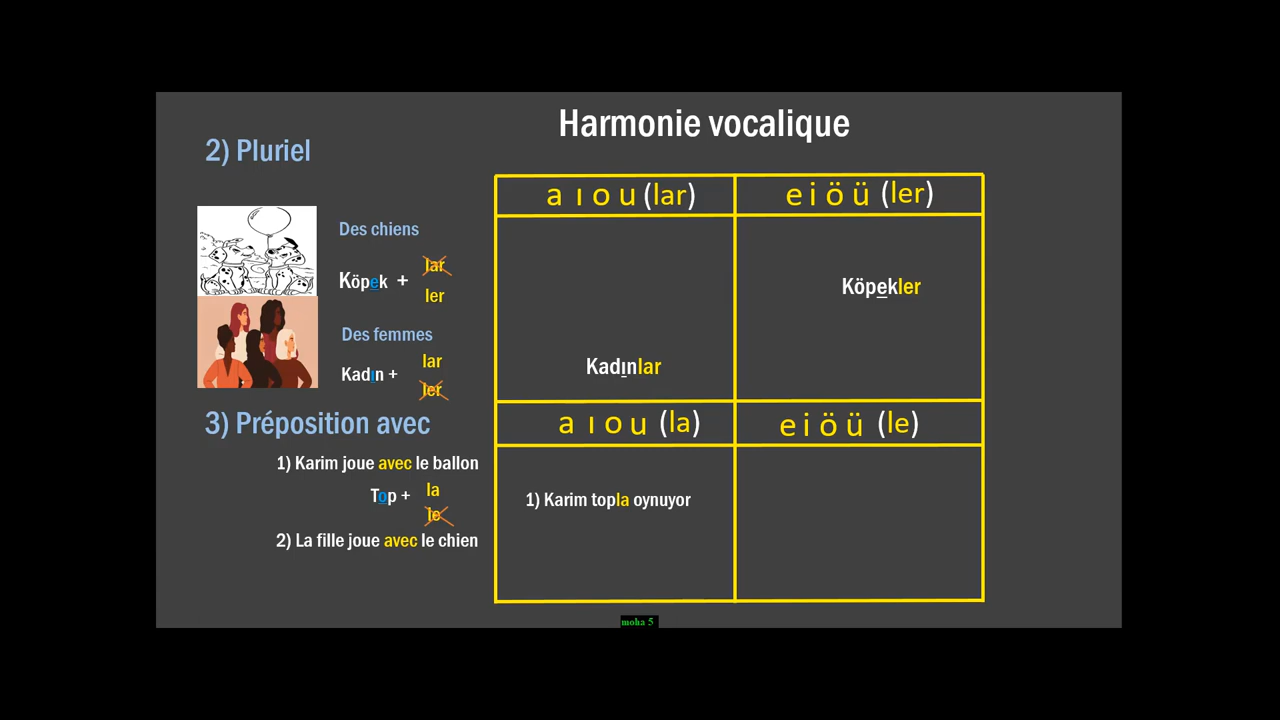 Harmonie vocalique
2) Pluriel
Des chiens
Köpek + lar
ler
Des femmes
Kadın + lar
ler
3) Préposition avec
1) Karim joue avec le ballon
Top + la
le
2) La fille joue avec le chien
a ı o u (lar)
e i ö ü (ler)
Köpekler
Kadınlar
a ı o u (la)
e i ö ü (le)
1) Karim topla oynuyor
moha 5